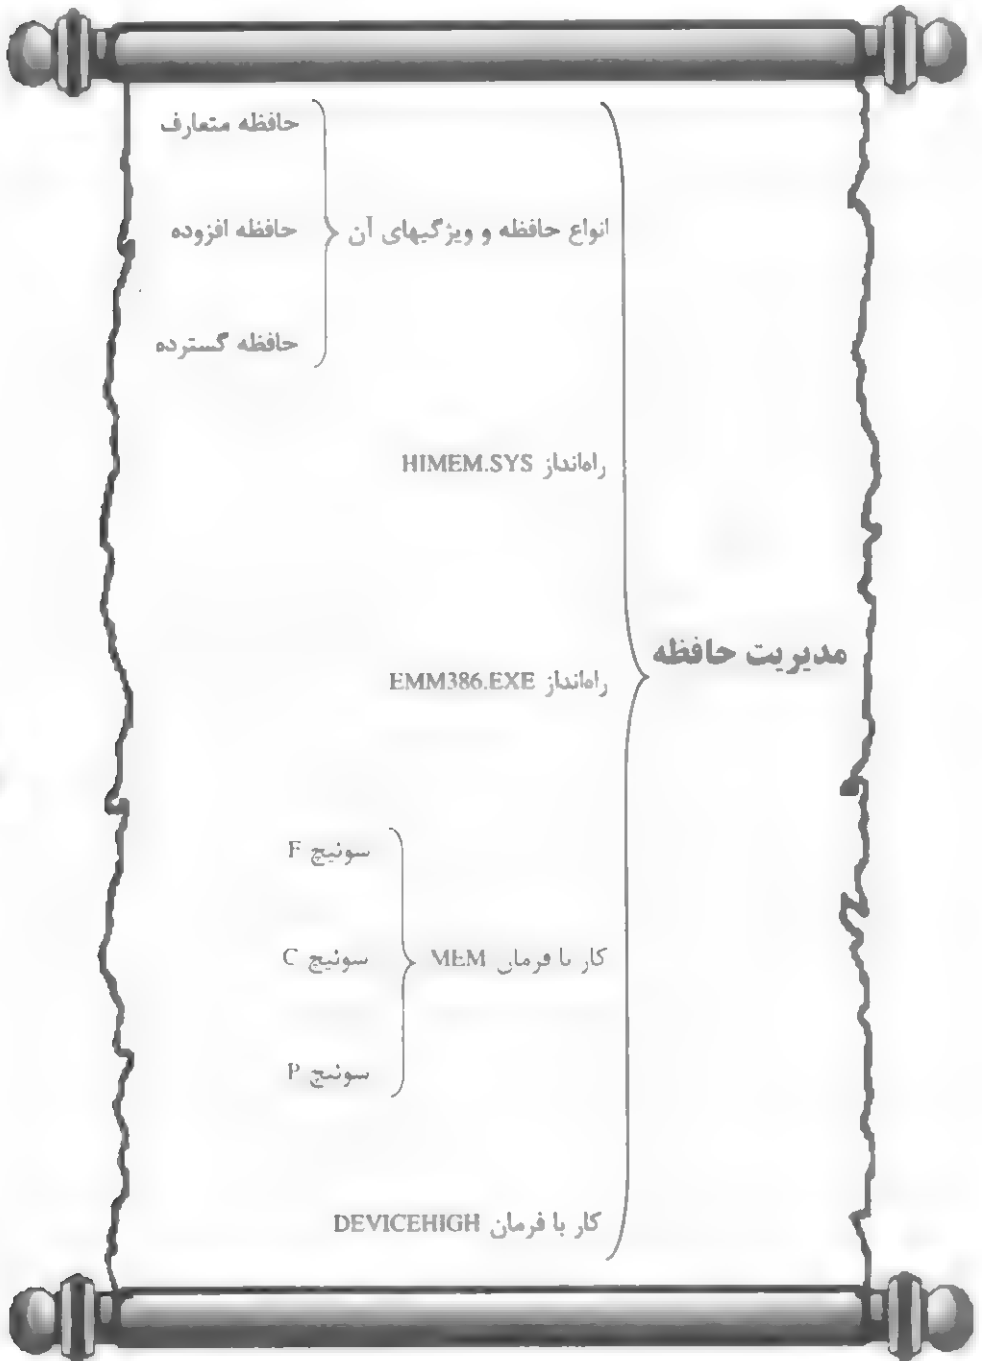 مدیریت حافظه
انواع حافظه و ویژگیهای آن
حافظه متعارف
حافظه افزوده
حافظه گسترده
راه‌انداز HIMEM.SYS
راه‌انداز EMM386.EXE
کار با فرمان MEM
سوئیچ F
سوئیچ C
سوئیچ P
کار با فرمان DEVICEHIGH